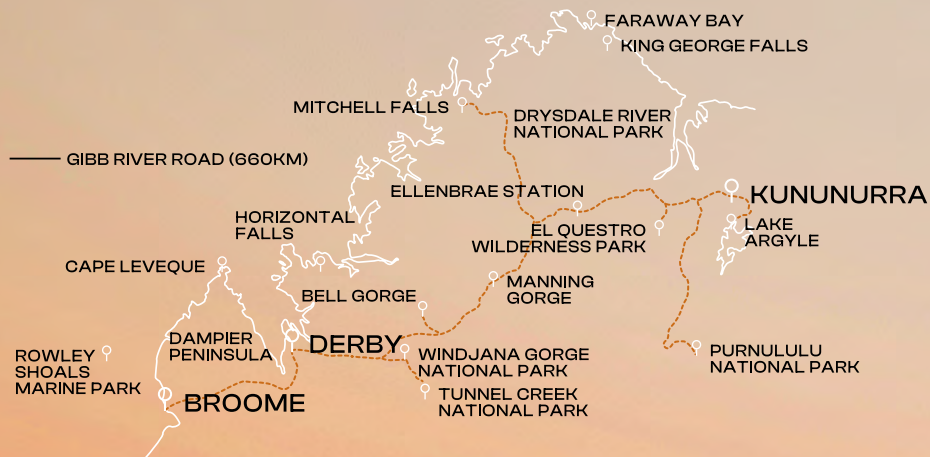 FARAWAY BAY
KING GEORGE FALLS
MITCHELL FALLS
DRYSDALE RIVER
NATIONAL PARK
GIBB RIVER ROAD (660KM)
ELLENBRAE STATION
KUNUNURRA
HORIZONTAL
FALLS
LAKE
ARGYLE
EL QUESTRO
WILDERNESS PARK
CAPE LEVEQUE
MANNING
GORGE
BELL GORGE
DAMPIER
PENINSULA
DERBY
ROWLEY
SHOALS
MARINE PARK
WINDJANA GORGE
NATIONAL PARK
PURNULULU
NATIONAL PARK
BROOME
TUNNEL CREEK
NATIONAL PARK